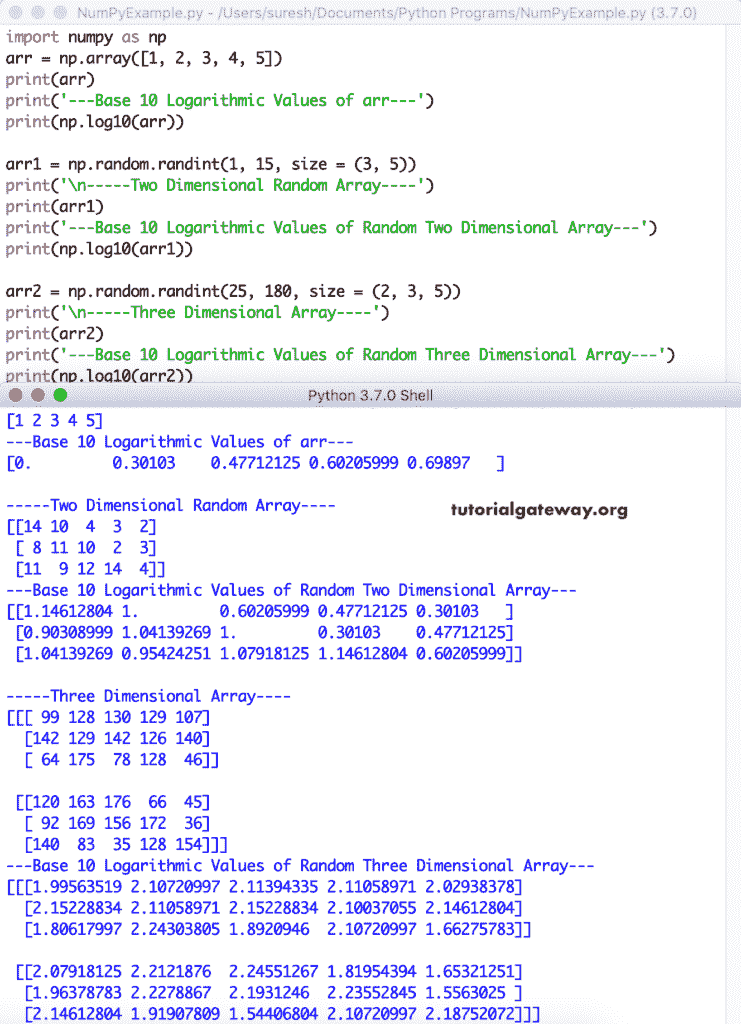 NumPyExample.py - /Users/suresh/Documents/Python Programs/NumPyExample.py (3.7.0)
import numpy as np
arr = np.array([1, 2, 3, 4, 5])
print(arr)
print('---Base 10 Logarithmic Values of arr---')
print(np.log10(arr))

arr1 = np.random.randint(1, 15, size = (3, 5))
print('\n-----Two Dimensional Random Array----')
print(arr1)
print('---Base 10 Logarithmic Values of Random Two Dimensional Array---')
print(np.log10(arr1))

arr2 = np.random.randint(25, 180, size = (2, 3, 5))
print('\n-----Three Dimensional Array----')
print(arr2)
print('---Base 10 Logarithmic Values of Random Three Dimensional Array---')
print(np.log10(arr2))
Python 3.7.0 Shell
[1 2 3 4 5]
---Base 10 Logarithmic Values of arr---
[0.         0.30103    0.47712125 0.60205999 0.69897   ]

-----Two Dimensional Random Array----
tutorialgateway.org
[[14 10  4  3  2]
 [ 8 11 10  2  3]
 [11  9 12 14  4]]
---Base 10 Logarithmic Values of Random Two Dimensional Array---
[[1.14612804 1.         0.60205999 0.47712125 0.30103   ]
 [0.90308999 1.04139269 1.         0.30103    0.47712125]
 [1.04139269 0.95424251 1.07918125 1.14612804 0.60205999]]

-----Three Dimensional Array----
[[[ 99 128 130 129 107]
  [142 129 142 126 140]
  [ 64 175  78 128  46]]

 [[120 163 176  66  45]
  [ 92 169 156 172  36]
  [140  83  35 128 154]]]
---Base 10 Logarithmic Values of Random Three Dimensional Array---
[[[1.99563519 2.10720997 2.11394335 2.11058971 2.02938378]
  [2.15228834 2.11058971 2.15228834 2.10037055 2.14612804]
  [1.80617997 2.24303805 1.8920946  2.10720997 1.66275783]]

 [[2.07918125 2.2121876  2.24551267 1.81954394 1.65321251]
  [1.96378783 2.2278867  2.1931246  2.23552845 1.5563025 ]
  [2.14612804 1.91907809 1.54406804 2.10720997 2.18752072]]]